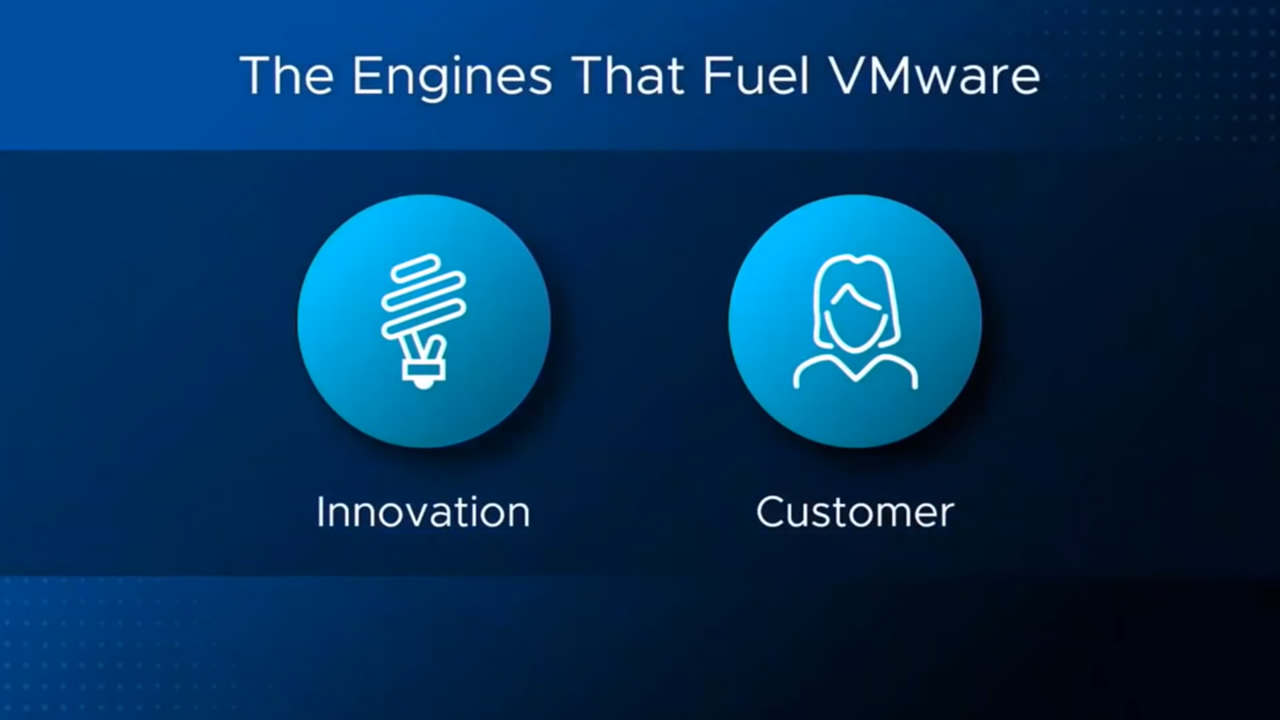 The Engines That Fuel VMware
Innovation
Customer